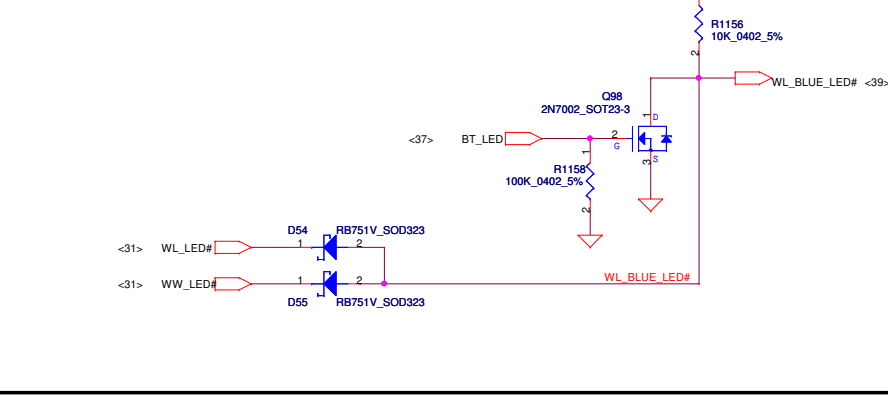 R1156
10K_0402_5%
2
WL_BLUE_LED# <39>
Q98
2N7002_SOT23-3
1
D
<37> BT_LED
2
G
3
S
1
R1158
100K_0402_5%
2
D54 RB751V_SOD323
<31> WL_LED# 1 2
<31> WW_LED# 1 2
WL_BLUE_LED#
D55 RB751V_SOD323